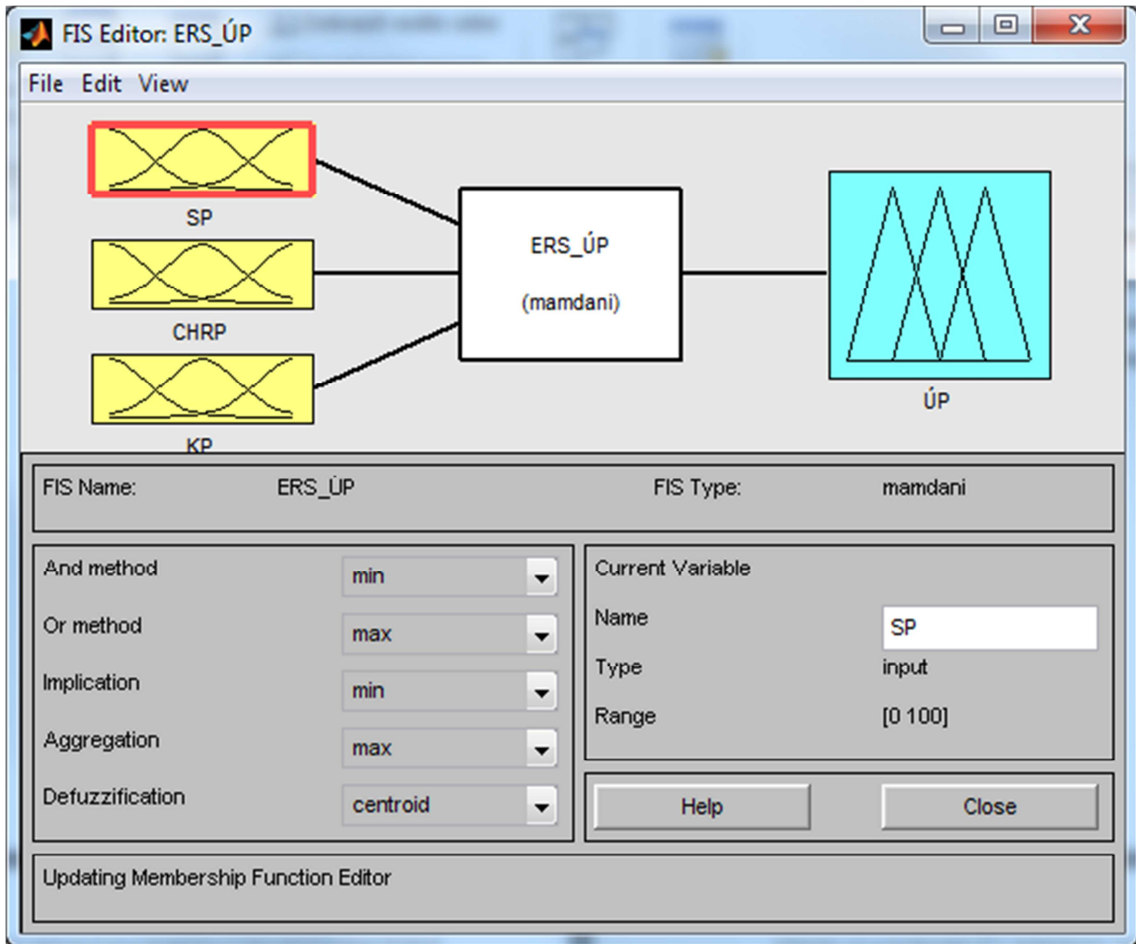 FIS Editor: ERS_ÚP
File Edit View
SP
CHRP
KP
ERS_ÚP
(mamdani)
ÚP
FIS Name: ERS_ÚP FIS Type: mamdani
And method min
Or method max
Implication min
Aggregation max
Defuzzification centroid
Current Variable
Name SP
Type input
Range [0 100]
Help Close
Updating Membership Function Editor